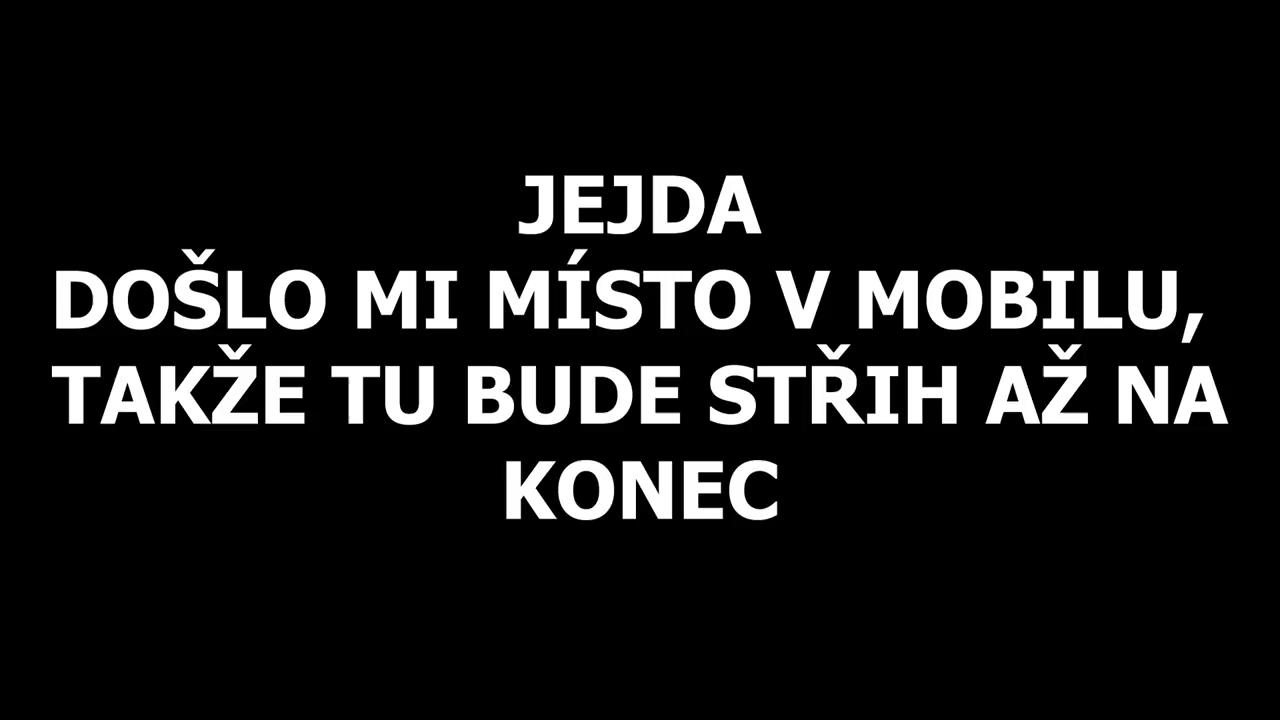 JEJDA
DOŠLO MI MÍSTO V MOBILU,
TAKŽE TU BUDE STŘIH AŽ NA
KONEC